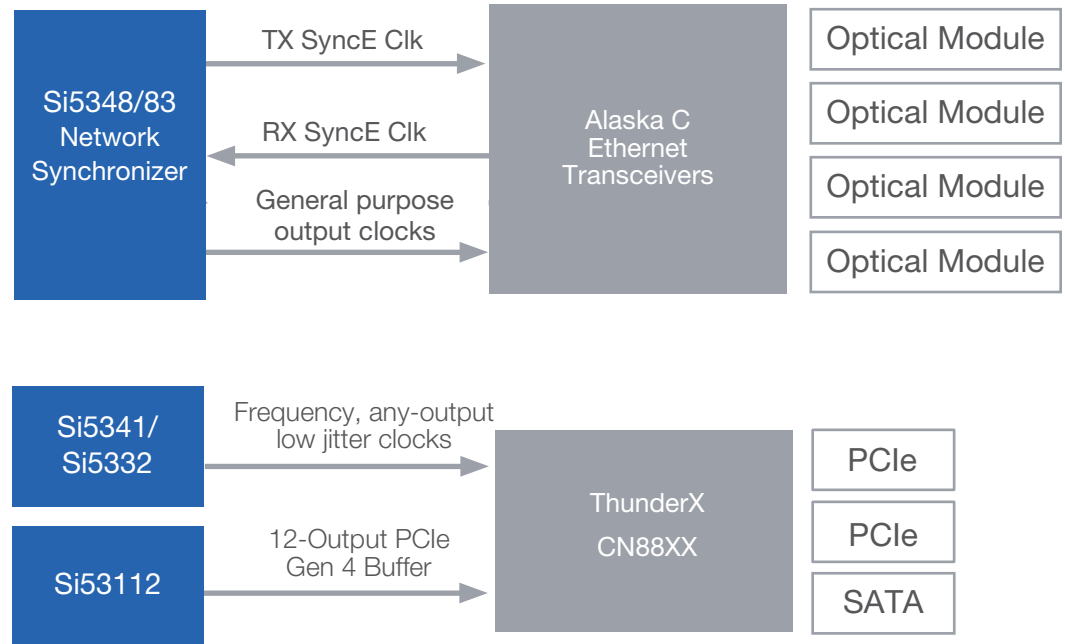 TX SyncE Clk
Si5348/83
Network
Synchronizer
RX SyncE Clk
General purpose
output clocks
Alaska C
Ethernet
Transceivers
Optical Module
Optical Module
Optical Module
Optical Module
Si5341/
Si5332
Frequency, any-output
low jitter clocks
Si53112
12-Output PCIe
Gen 4 Buffer
ThunderX
CN88XX
PCIe
PCIe
SATA